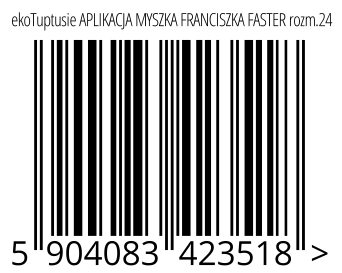 ekoTuptusie APLIKACJA MYSZKA FRANCISZKA FASTER rozm.24
5 904083 423518 >